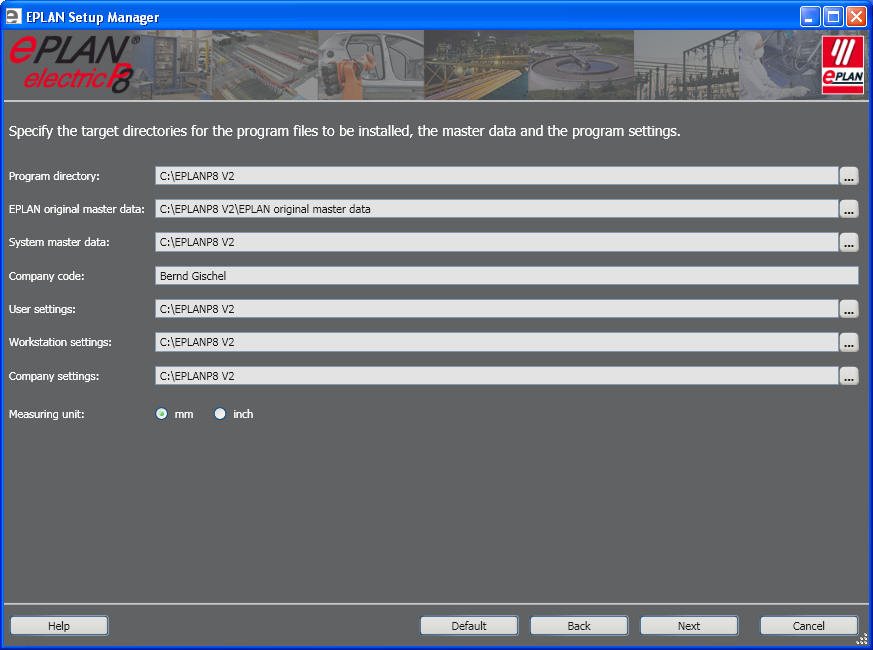 EPLAN Setup Manager
ePLAN®
electric P8
ePLAN
Specify the target directories for the program files to be installed, the master data and the program settings.
Program directory: C:\EPLANP8 V2 ...
EPLAN original master data: C:\EPLANP8 V2\EPLAN original master data ...
System master data: C:\EPLANP8 V2 ...
Company code: Bernd Gischel
User settings: C:\EPLANP8 V2 ...
Workstation settings: C:\EPLANP8 V2 ...
Company settings: C:\EPLANP8 V2 ...
Measuring unit: mm inch
Help Default Back Next Cancel